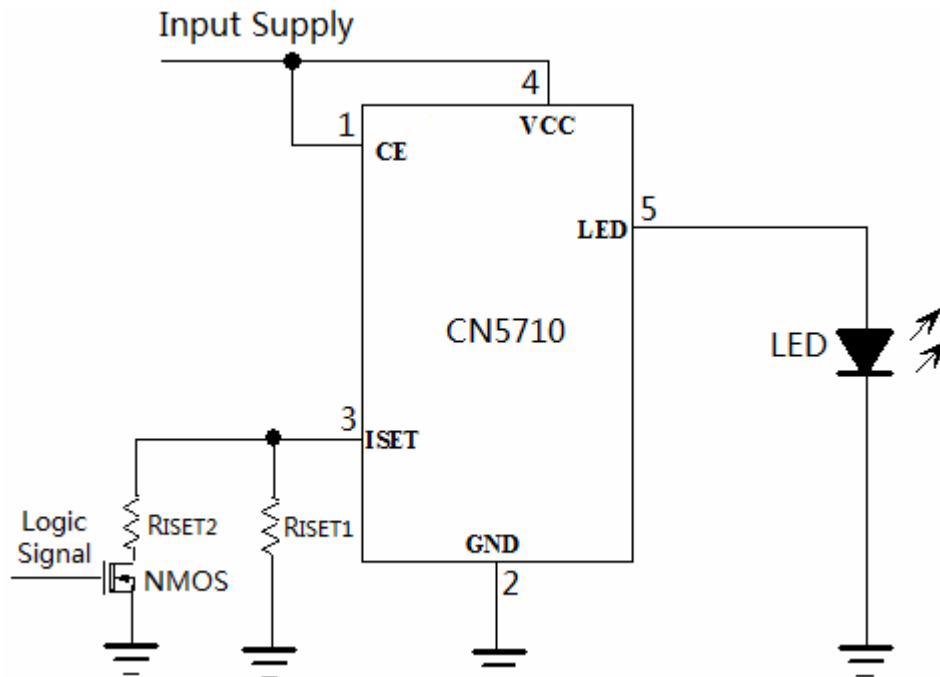 Input Supply
4
VCC
1
CE
5
LED
CN5710
LED
3
ISET
RISET2
RISET1
Logic
Signal
NMOS
GND
2